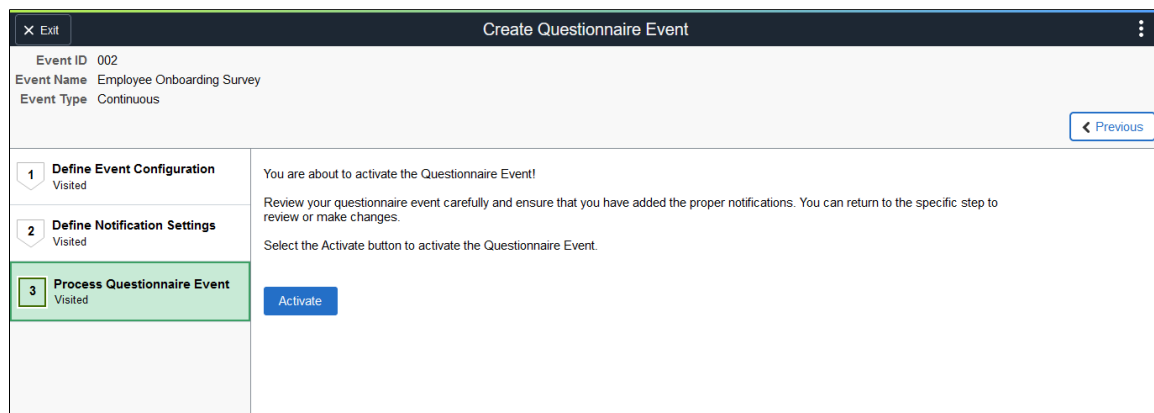 Exit
Create Questionnaire Event
Event ID 002
Event Name Employee Onboarding Survey
Event Type Continuous
Previous
1 Define Event Configuration
Visited
2 Define Notification Settings
Visited
3 Process Questionnaire Event
Visited
You are about to activate the Questionnaire Event!
Review your questionnaire event carefully and ensure that you have added the proper notifications. You can return to the specific step to
review or make changes.
Select the Activate button to activate the Questionnaire Event.
Activate